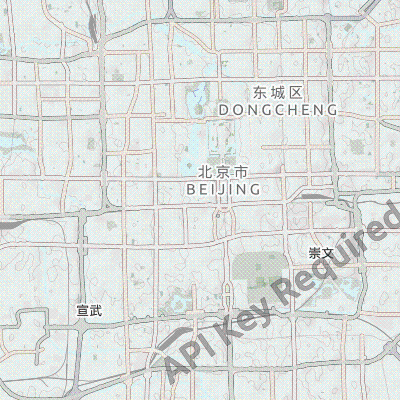 东城区
DONGCHENG
北京市
BEIJING
崇文
宣武
API Key Required